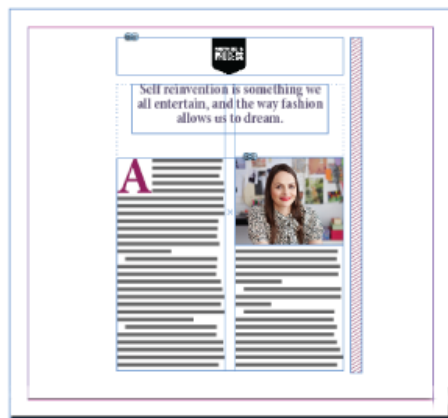 Self reinvention is something we
all entertain, and the way fashion
allows us to dream.
A